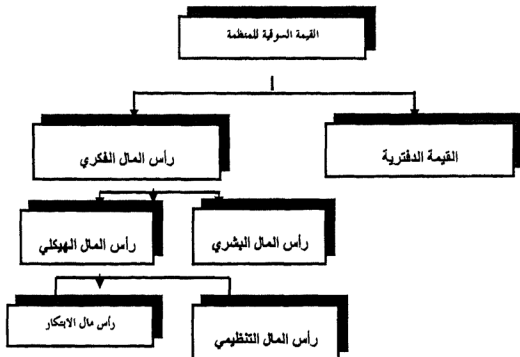 القيمة السوقية للمنظمة
القيمة الدفترية
رأس المال الفكري
رأس المال البشري
رأس المال الهيكلي
رأس المال التنظيمي
رأس مال الابتكار